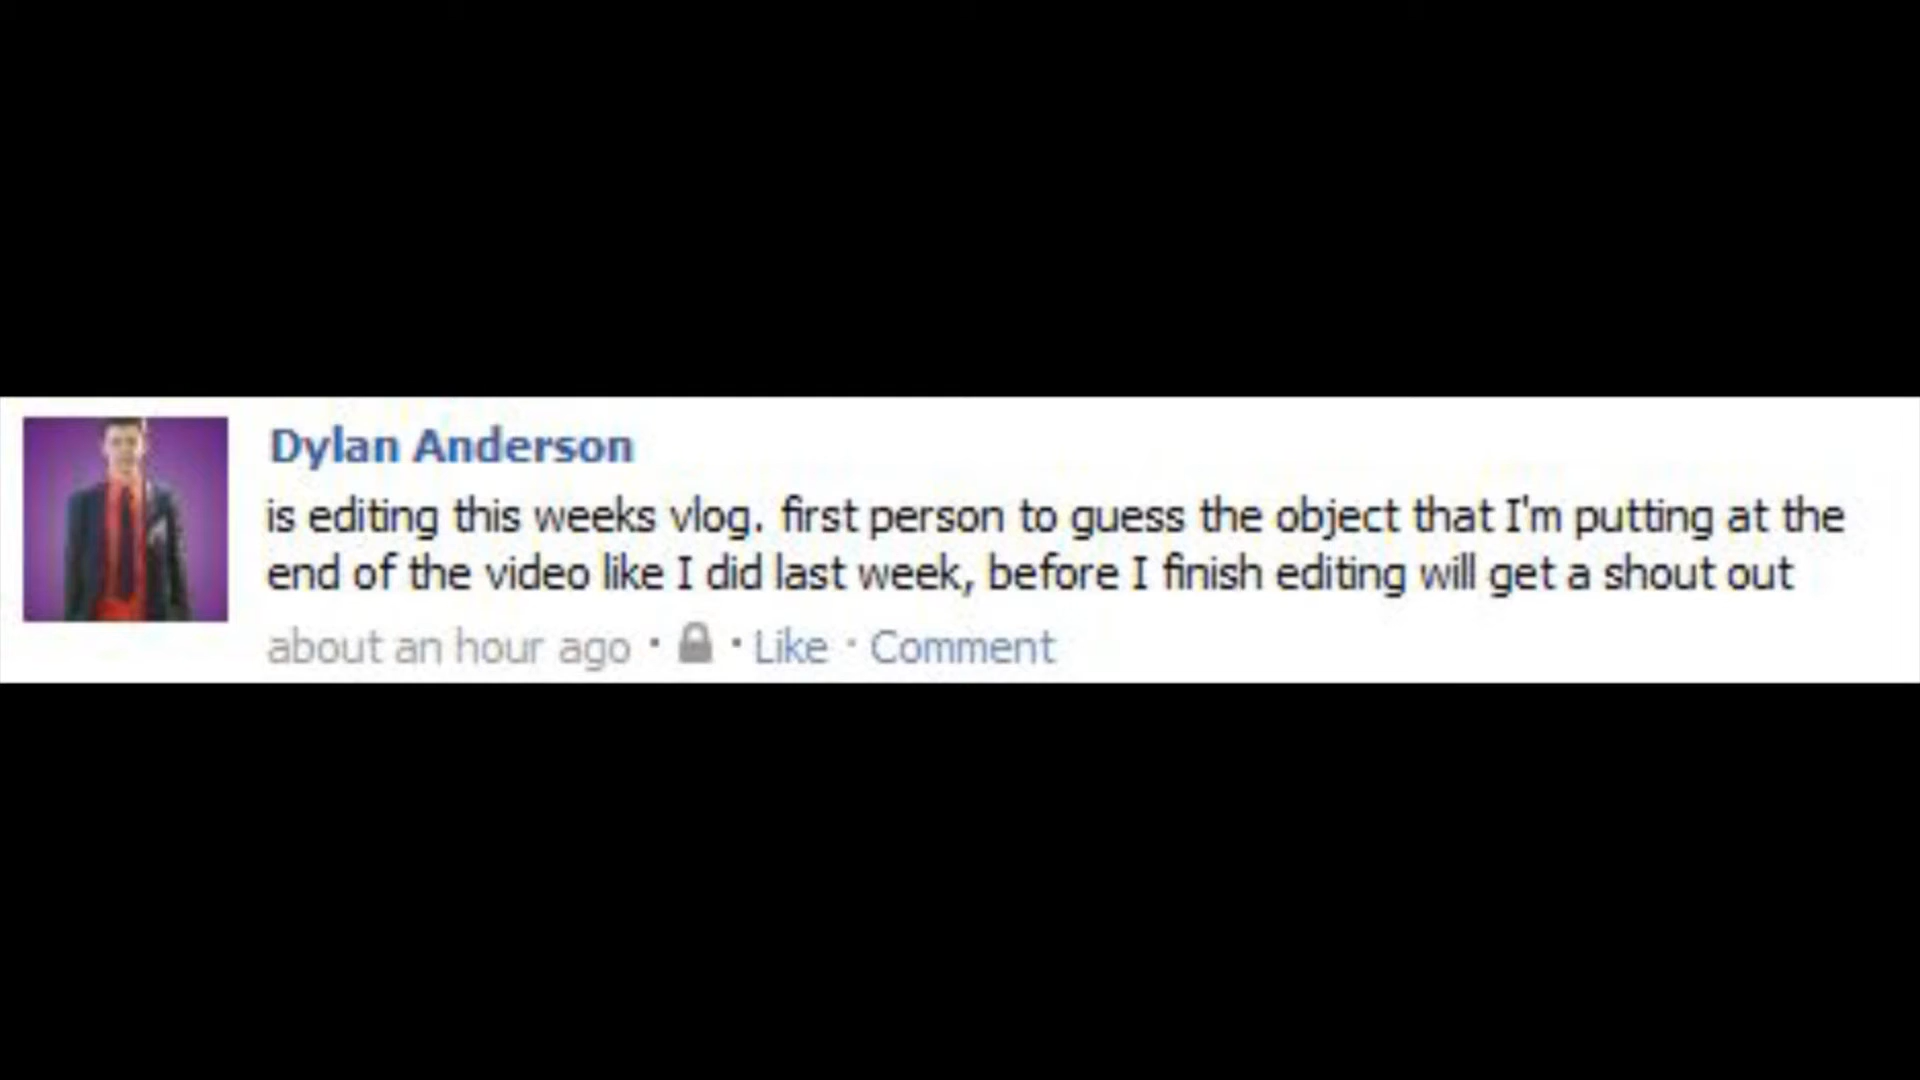 Dylan Anderson
is editing this weeks vlog. first person to guess the object that I'm putting at the
end of the video like I did last week, before I finish editing will get a shout out
about an hour ago · Like · Comment